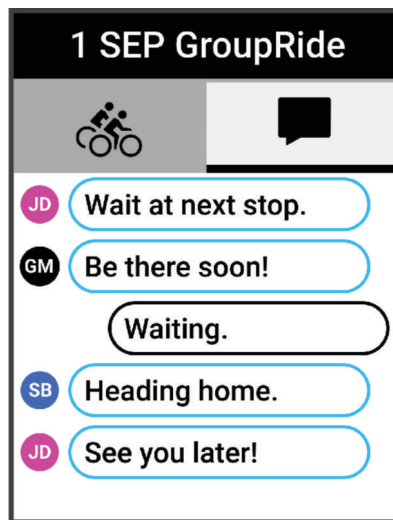 1 SEP GroupRide
JD Wait at next stop.
GM Be there soon!
Waiting.
SB Heading home.
JD See you later!